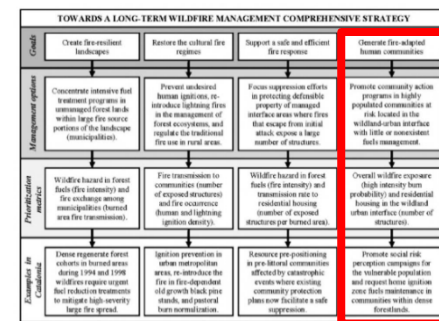 TOWARDS A LONG-TERM WILDFIRE MANAGEMENT COMPREHENSIVE STRATEGY
Goals
Create fire-resilient
landscapes
Restore the cultural fire
regimes
Support a safe and efficient
fire response
Generate fire-adapted
human communities
Management options
Concentrate intensive fuel
treatment programs in
unmanaged forest lands
within large fire source
portions of the landscape
(municipalities).
Prevent undesired
human ignitions, re-
introduce lightning fires
in the management of
forest ecosystems, and
regulate the traditional
fire use in rural areas.
Focus suppression efforts
in protecting defensible
property of managed
interface areas where fires
that escape from initial
attack expose a large
number of structures.
Promote community action
programs in highly
populated communities at
risk located in the
wildland-urban interface
with little or nonexistent
fuels management.
Prioritization
metrics
Wildfire hazard in forest
fuels (fire intensity) and
fire exchange among
municipalities (burned
area fire transmission).
Fire transmission to
communities (number of
exposed structures) and
fire occurrence (human
and lightning
ignition density).
Wildfire hazard in forest
fuels (fire intensity) and
transmission rate to
residential housing
(number of exposed
structures per burned area).
Overall wildfire exposure
(high intensity burn
probability) and residential
housing in the wildland
urban interface (number of
structures).
Examples in
Catalonia
Dense regenerate forest
cohorts in burned areas
during 1994 and 1998
wildfires require urgent
fuel reduction treatments
to mitigate high-severity
large fire spread.
Ignition prevention in
urban metropolitan
areas, re-introduce the
fire in fire-dependent
old growth black pine
stands, and pastoral
burn normalization.
Resource pre-positioning
in pre-littoral communities
affected by catastrophic
events where existing
community protection
plans now facilitate a safe
suppression.
Promote social risk
perception campaigns for
the vulnerable population
and request home ignition
zone fuels maintenance in
communities within dense
forestlands.